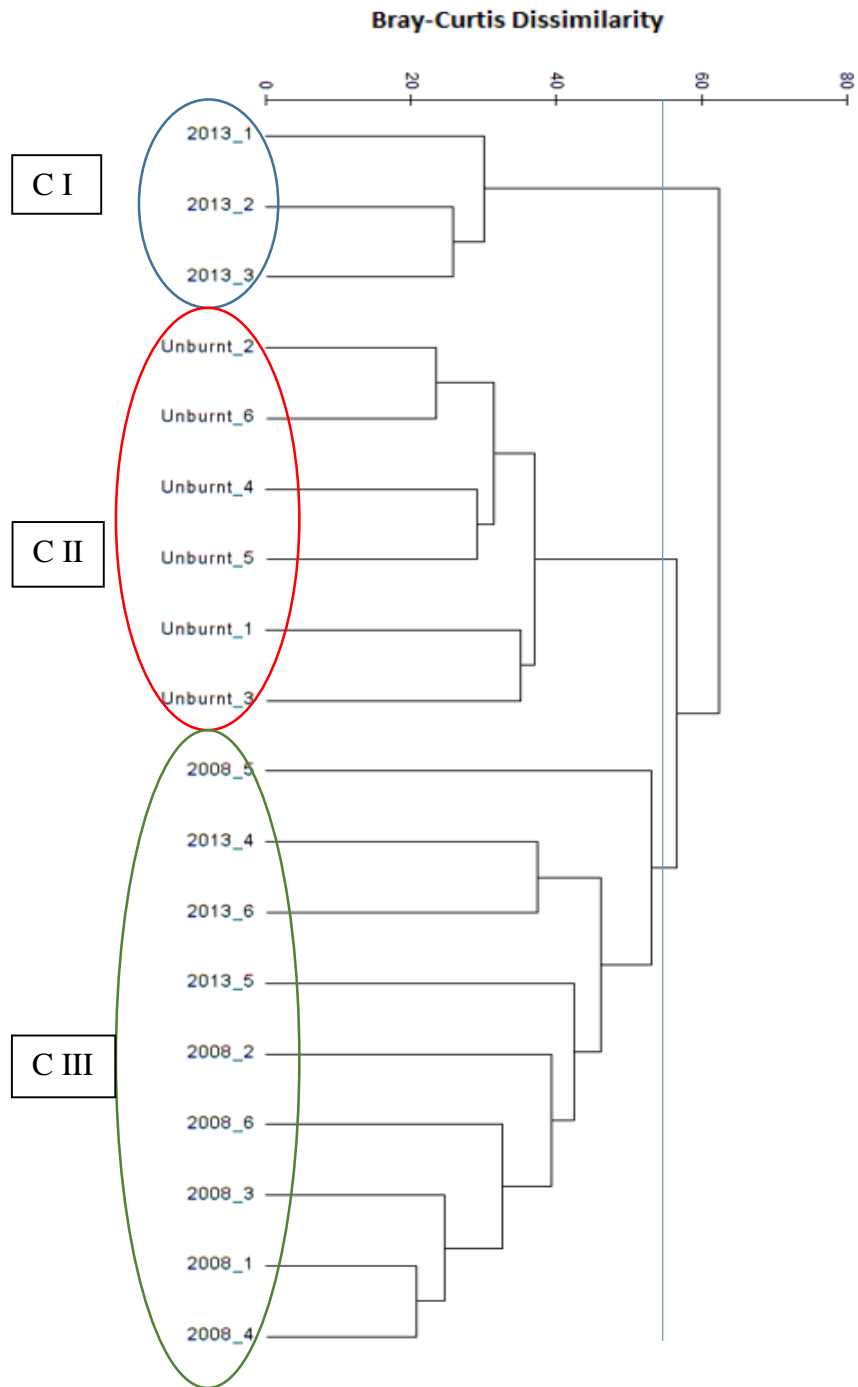 Bray-Curtis Dissimilarity
0 20 40 60 80
2013_1
C I
2013_2
2013_3
Unburnt_2
Unburnt_6
Unburnt_4
C II
Unburnt_5
Unburnt_1
Unburnt_3
2008_5
2013_4
2013_6
2013_5
2008_2
C III
2008_6
2008_3
2008_1
2008_4